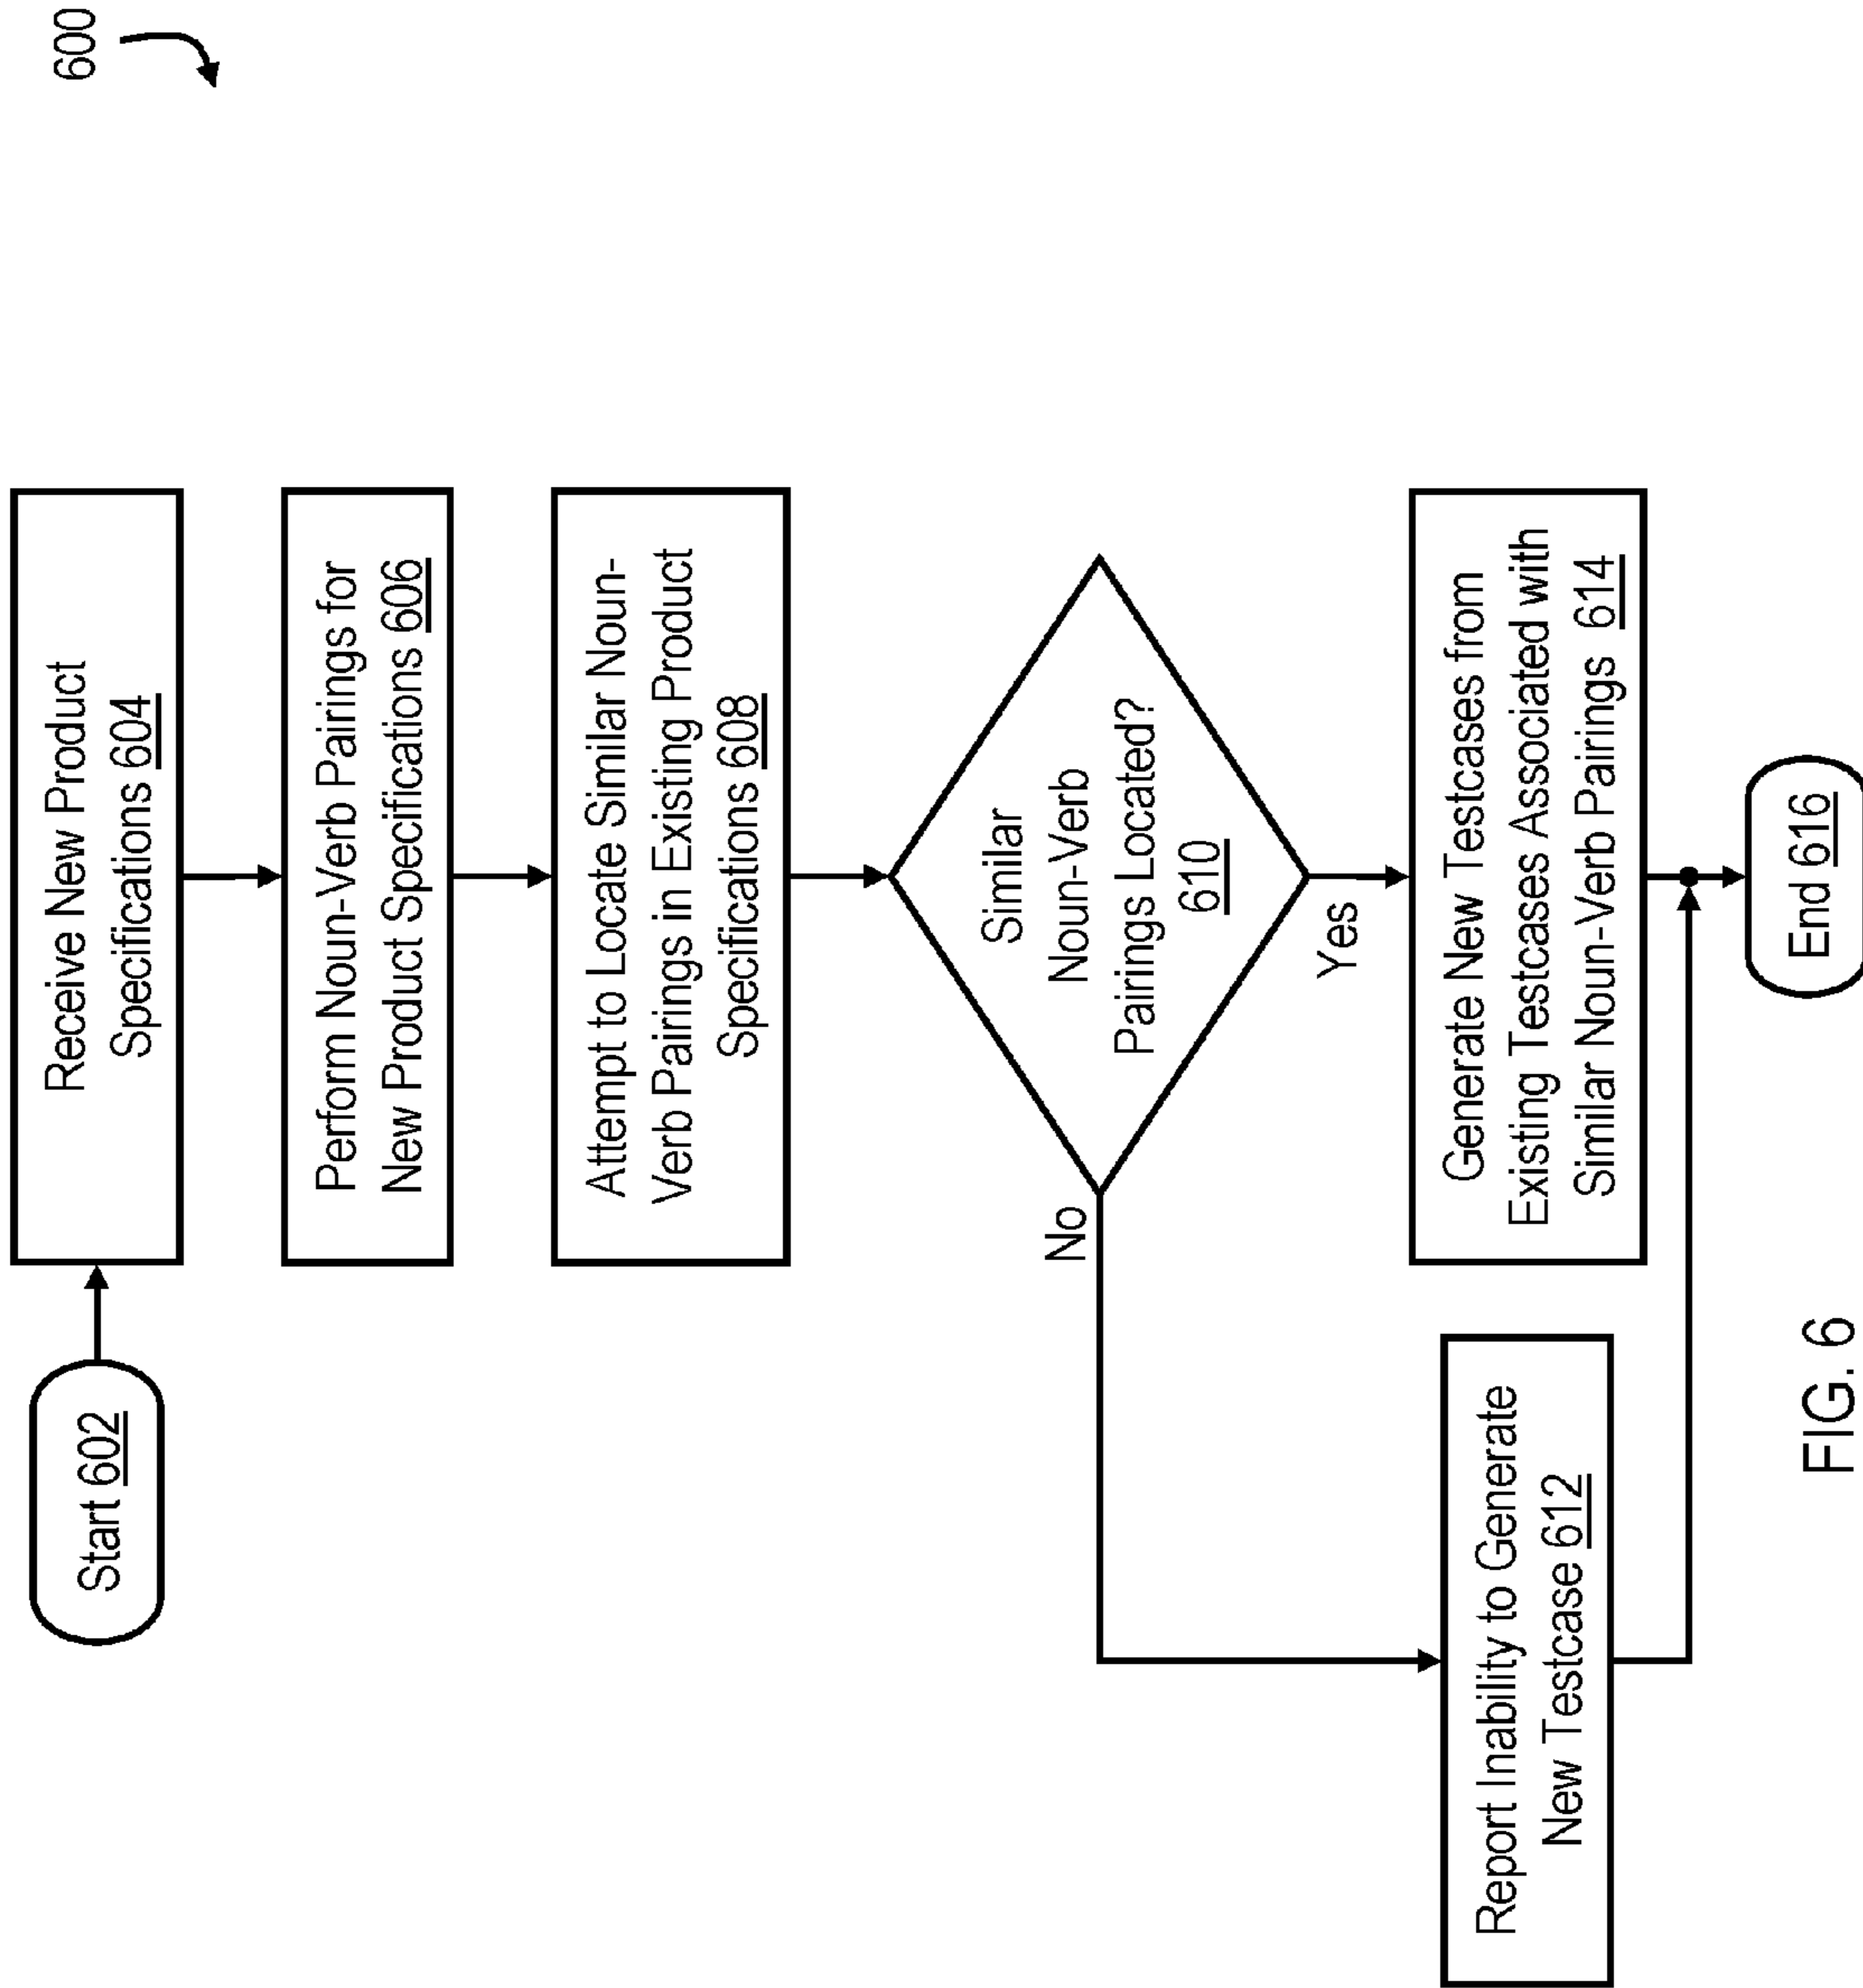 600
Start 602
Receive New Product
Specifications 604
Perform Noun-Verb Pairings for
New Product Specifications 606
Attempt to Locate Similar Noun-
Verb Pairings in Existing Product
Specifications 608
Similar
Noun-Verb
Pairings Located?
610
No
Yes
Report Inability to Generate
New Testcase 612
Generate New Testcases from
Existing Testcases Associated with
Similar Noun-Verb Pairings 614
End 616
FIG. 6